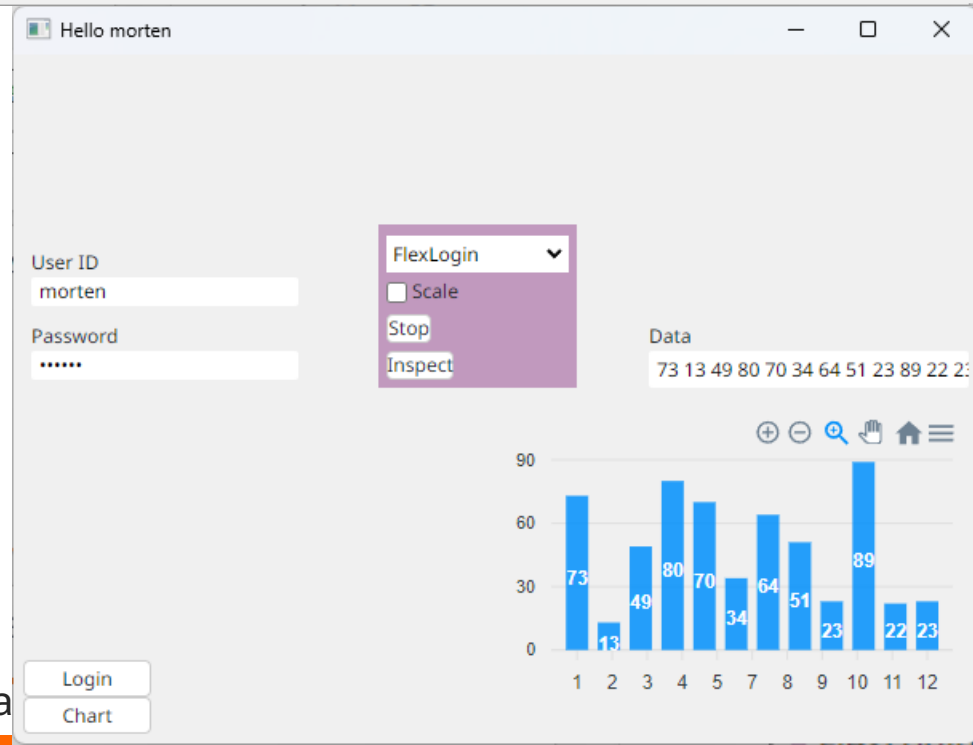 Hello morten
User ID
morten
Password
••••••
FlexLogin
Scale
Stop
Inspect
Data
73 13 49 80 70 34 64 51 23 89 22 23
90
60
30
0
73 13 49 80 70 34 64 51 23 89 22 23
1 2 3 4 5 7 8 9 10 11 12
Login
Chart
a